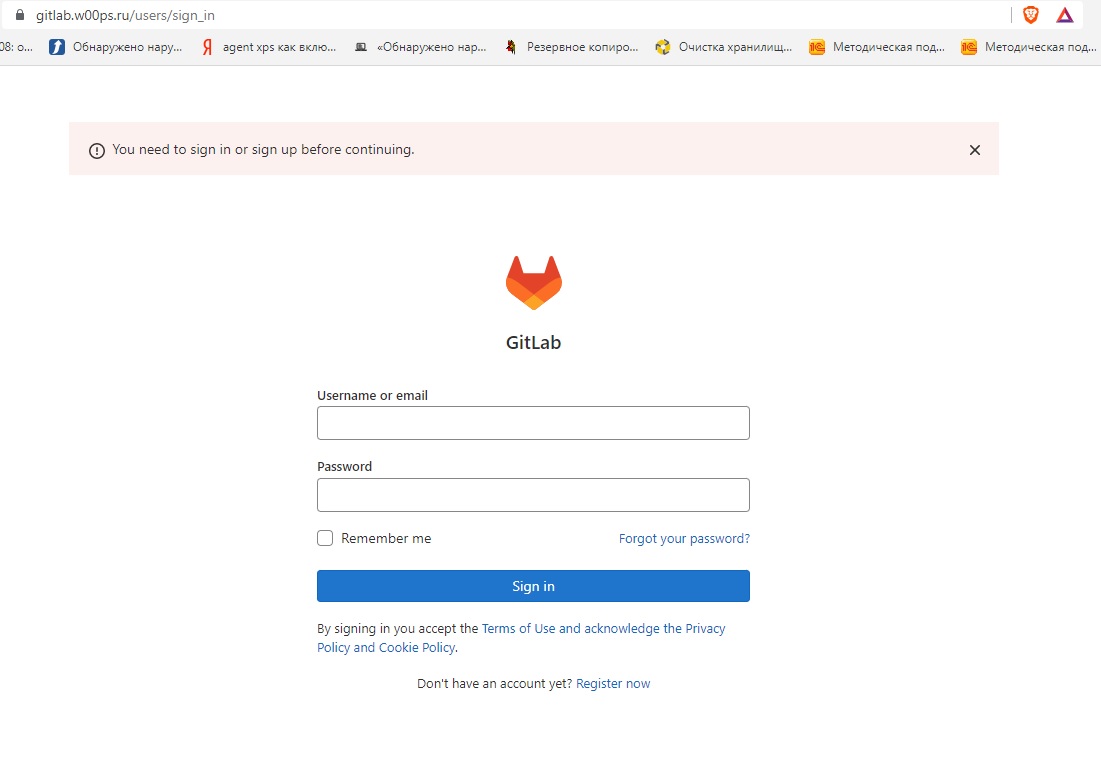 gitlab.w00ps.ru/users/sign_in
08: о... Обнаружено нару... agent xps как вклю... «Обнаружено нар... Резервное копиро... Очистка хранилищ... Методическая под... Методическая под...
You need to sign in or sign up before continuing.
GitLab
Username or email
Password
Remember me Forgot your password?
Sign in
By signing in you accept the Terms of Use and acknowledge the Privacy
Policy and Cookie Policy.
Don't have an account yet? Register now